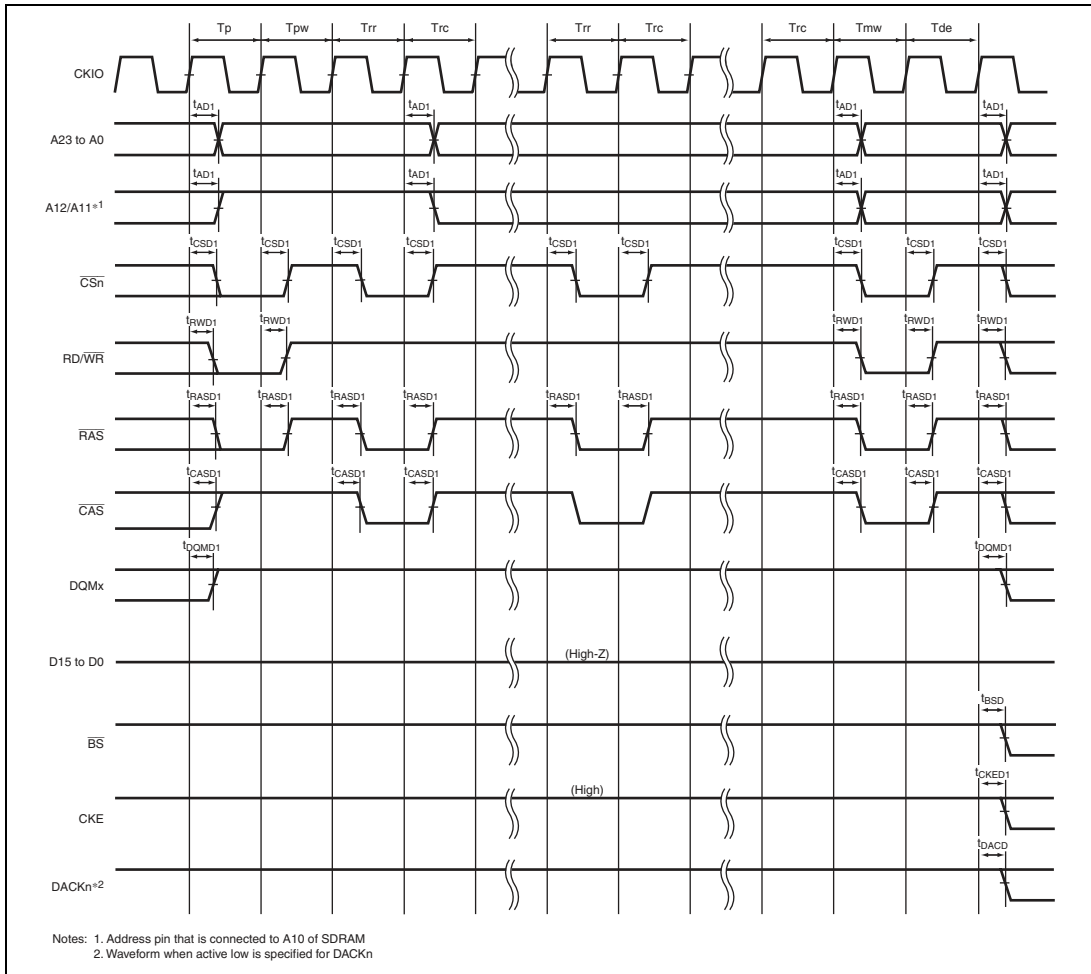 Tp Tpw Trr Trc Trr Trc Trc Tmw Tde
CKIO
tAD1 tAD1 tAD1 tAD1
A23 to A0
tAD1 tAD1 tAD1 tAD1
A12/A11*1
tCSD1 tCSD1 tCSD1 tCSD1 tCSD1 tCSD1 tCSD1 tCSD1 tCSD1
CSn
tRWD1 tRWD1 tRWD1 tRWD1 tRWD1
RD/WR
tRASD1 tRASD1 tRASD1 tRASD1 tRASD1 tRASD1 tRASD1 tRASD1 tRASD1
RAS
tCASD1 tCASD1 tCASD1 tCASD1 tCASD1 tCASD1
CAS
tDQMD1 tDQMD1
DQMx
(High-Z)
D15 to D0
tBSD
BS
tCKED1
(High)
CKE
tDACD
DACKn*2
Notes: 1. Address pin that is connected to A10 of SDRAM
2. Waveform when active low is specified for DACKn